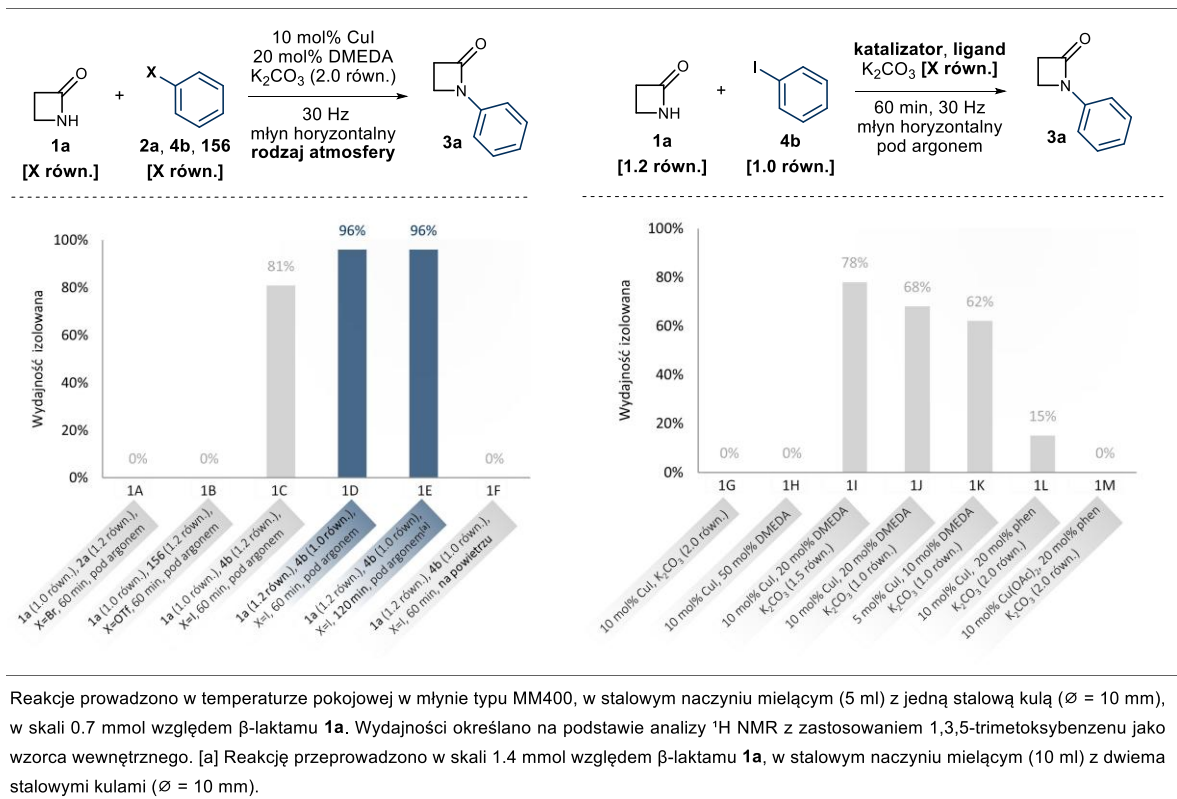 10 mol% CuI
20 mol% DMEDA
K2CO3 (2.0 równ.)
30 Hz
młyn horyzontalny
rodzaj atmosfery
O
NH
1a
[X równ.]
+
X
2a, 4b, 156
[X równ.]
O
N
3a
katalizator, ligand
K2CO3 [X równ.]
60 min, 30 Hz
młyn horyzontalny
pod argonem
O
NH
1a
[1.2 równ.]
+
I
4b
[1.0 równ.]
O
N
3a
Wydajność izolowana
100%
80%
60%
40%
20%
0%
0%
0%
81%
96%
96%
0%
1A
1B
1C
1D
1E
1F
1a (1.0 równ.), 2a (1.2 równ.),
X=Br, 60 min, pod argonem
1a (1.0 równ.), 156 (1.2 równ.),
X=OTf, 60 min, pod argonem
1a (1.0 równ.), 4b (1.2 równ.),
X=I, 60 min, pod argonem
1a (1.2 równ.), 4b (1.0 równ.),
X=I, 60 min, pod argonem
1a (1.2 równ.), 4b (1.0 równ.),
X=I, 120 min, pod argonem[a]
1a (1.2 równ.), 4b (1.0 równ.),
X=I, 60 min, na powietrzu
Wydajność izolowana
100%
80%
60%
40%
20%
0%
0%
0%
78%
68%
62%
15%
0%
1G
1H
1I
1J
1K
1L
1M
10 mol% CuI, K2CO3 (2.0 równ.)
10 mol% CuI, 50 mol% DMEDA
10 mol% CuI, 20 mol% DMEDA
K2CO3 (1.5 równ.)
10 mol% CuI, 20 mol% DMEDA
K2CO3 (1.0 równ.)
5 mol% CuI, 10 mol% DMEDA
K2CO3 (1.0 równ.)
10 mol% CuI, 20 mol% phen
K2CO3 (2.0 równ.)
10 mol% Cu(OAc)2, 20 mol% phen
K2CO3 (2.0 równ.)
Reakcje prowadzono w temperaturze pokojowej w młynie typu MM400, w stalowym naczyniu mielącym (5 ml) z jedną stalową kulą (Ø = 10 mm),
w skali 0.7 mmol względem β-laktamu 1a. Wydajności określano na podstawie analizy ¹H NMR z zastosowaniem 1,3,5-trimetoksybenzenu jako
wzorca wewnętrznego. [a] Reakcję przeprowadzono w skali 1.4 mmol względem β-laktamu 1a, w stalowym naczyniu mielącym (10 ml) z dwiema
stalowymi kulami (Ø = 10 mm).